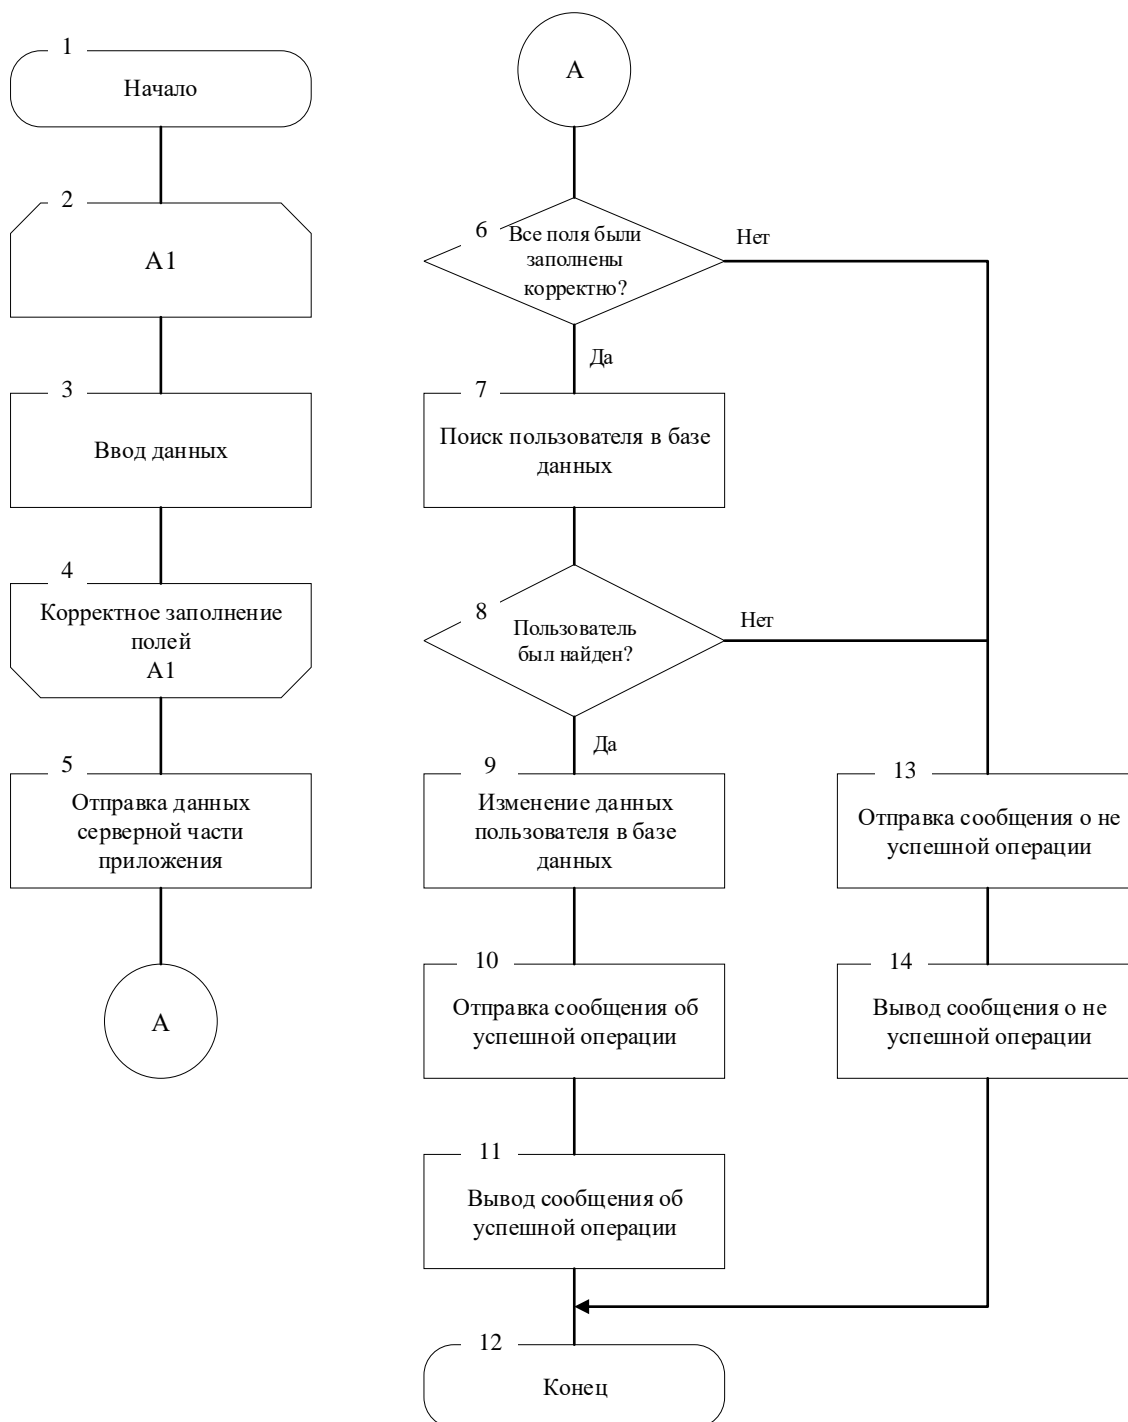 1
Начало
2
А1
3
Ввод данных
4
Корректное заполнение
полей
А1
5
Отправка данных
серверной части
приложения
А
А
6
Все поля были
заполнены
корректно?
Нет
Да
7
Поиск пользователя в базе
данных
8
Пользователь
был найден?
Нет
Да
9
Изменение данных
пользователя в базе
данных
10
Отправка сообщения об
успешной операции
11
Вывод сообщения об
успешной операции
12
Конец
13
Отправка сообщения о не
успешной операции
14
Вывод сообщения о не
успешной операции